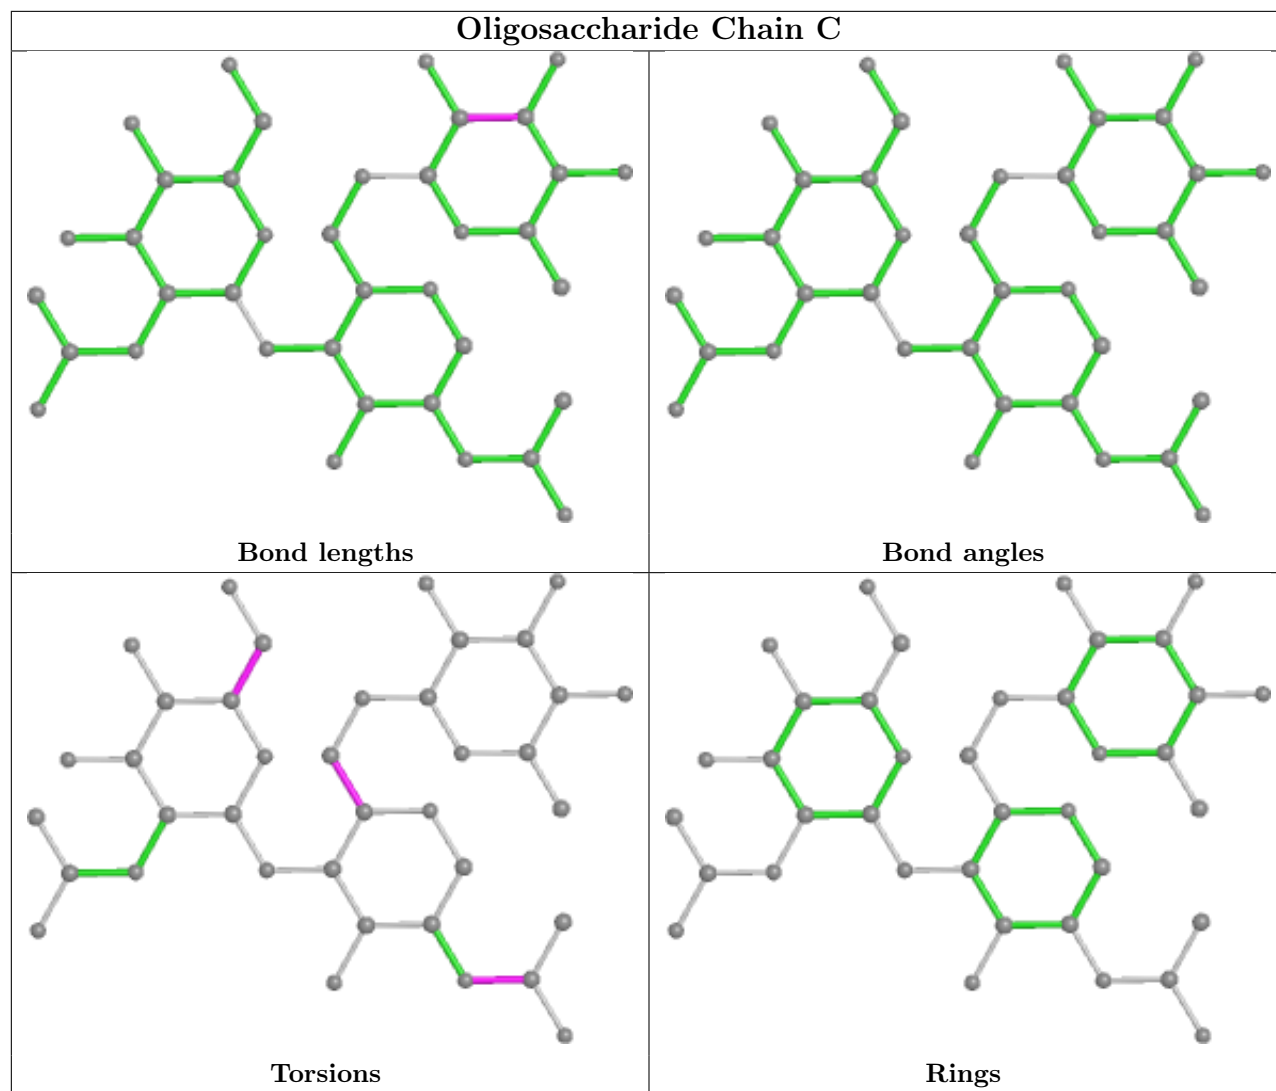 Oligosaccharide Chain C
Bond lengths
Bond angles
Torsions
Rings